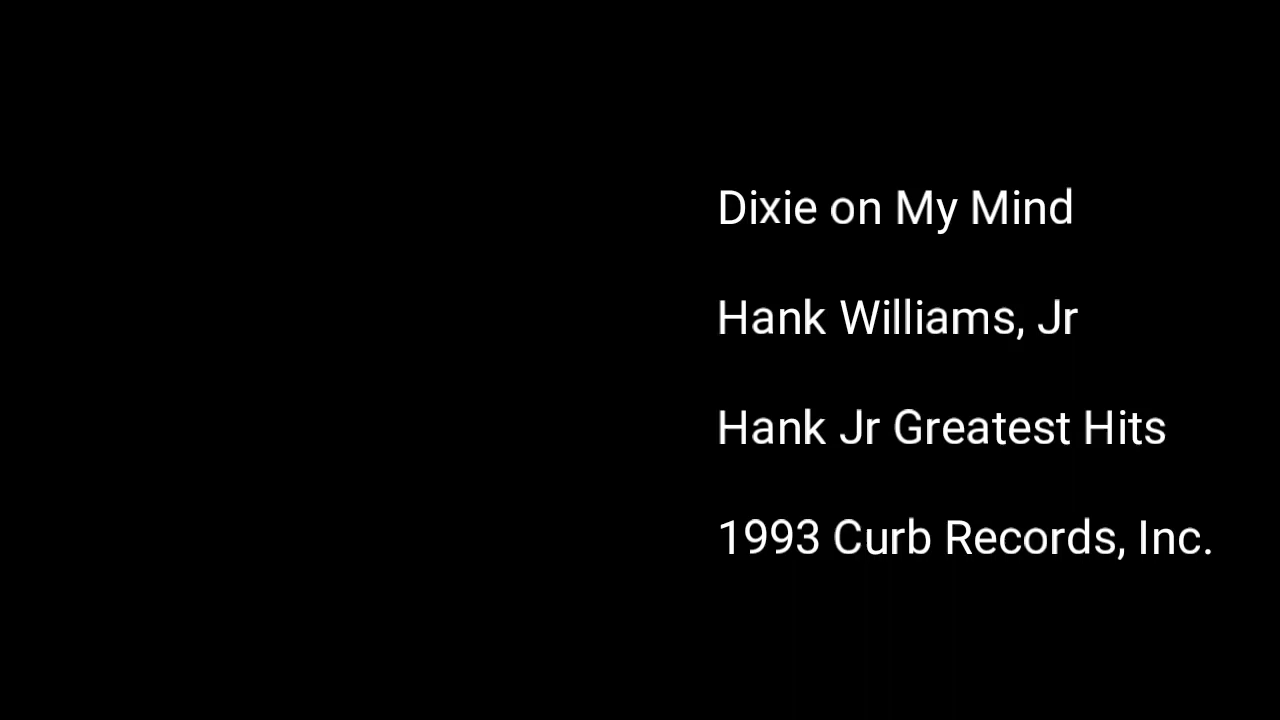 Dixie on My Mind
Hank Williams, Jr
Hank Jr Greatest Hits
1993 Curb Records, Inc.